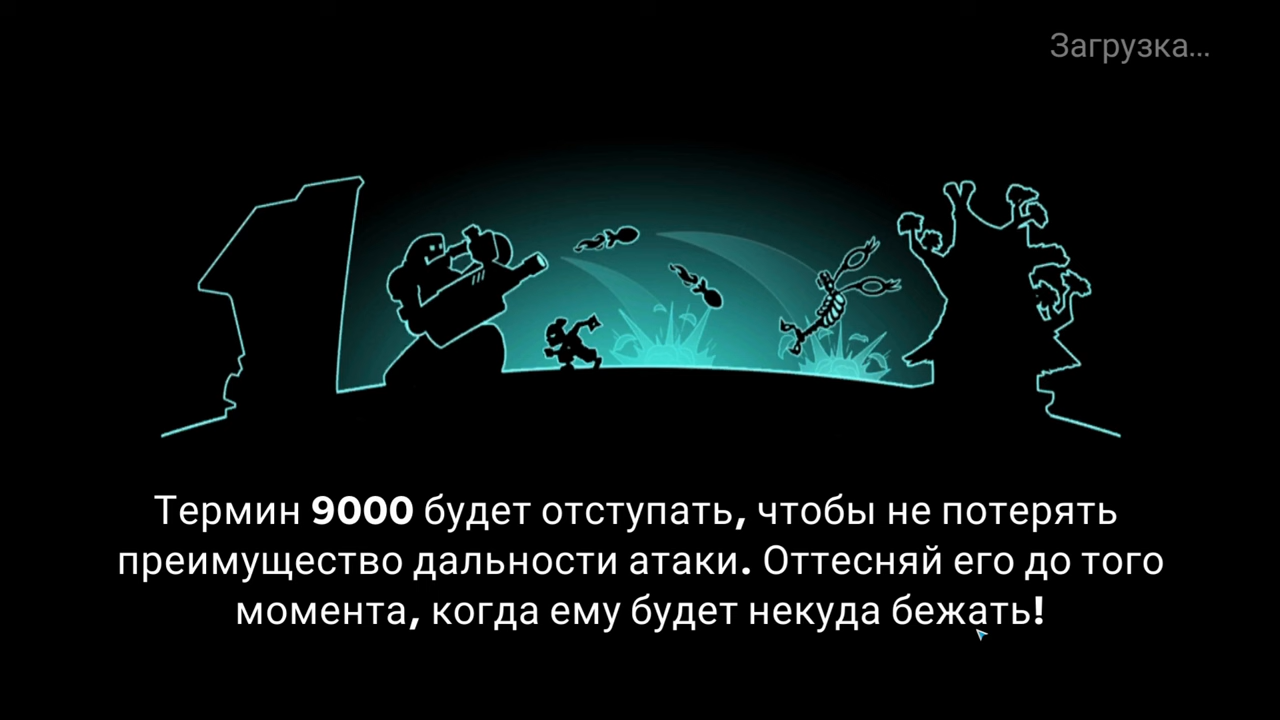 Загрузка...
Термин 9000 будет отступать, чтобы не потерять
преимущество дальности атаки. Оттесняй его до того
момента, когда ему будет некуда бежать!